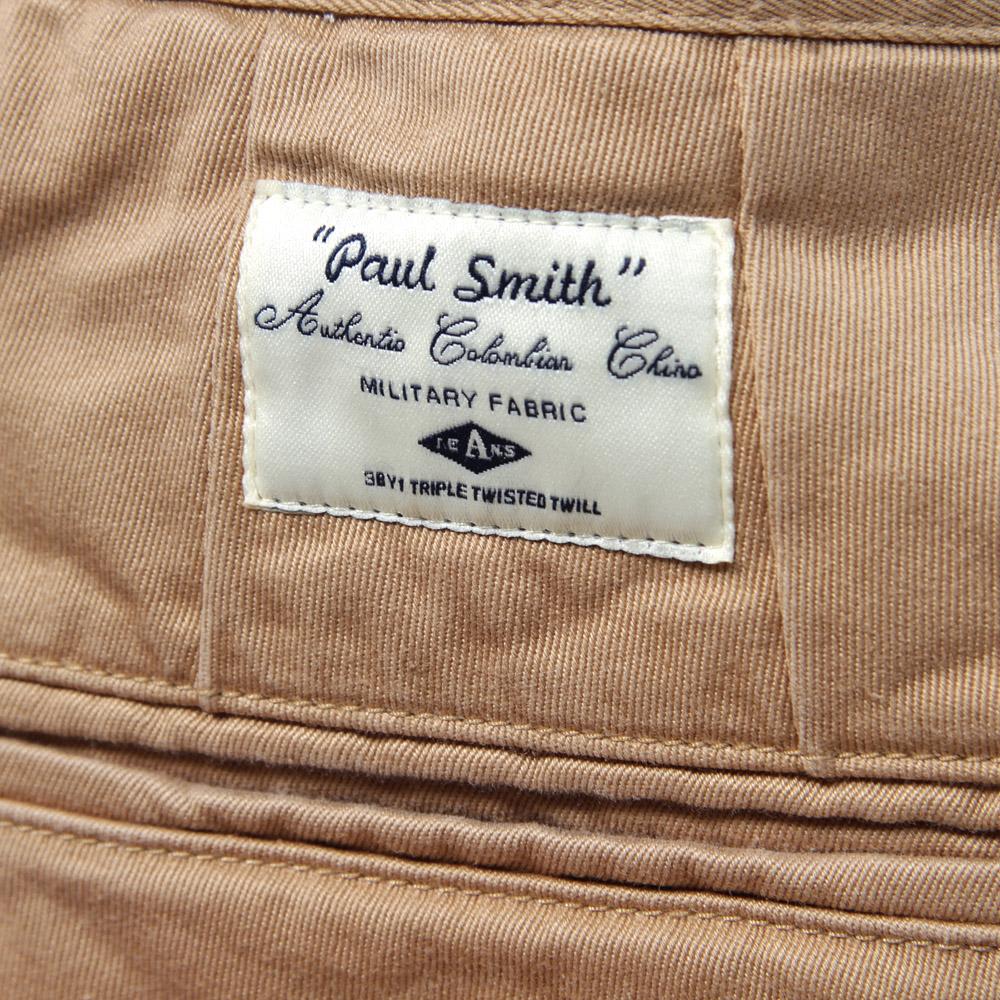 "Paul Smith"
Authentic Colombian Chino
MILITARY FABRIC
JEANS
3BY1 TRIPLE TWISTED TWILL